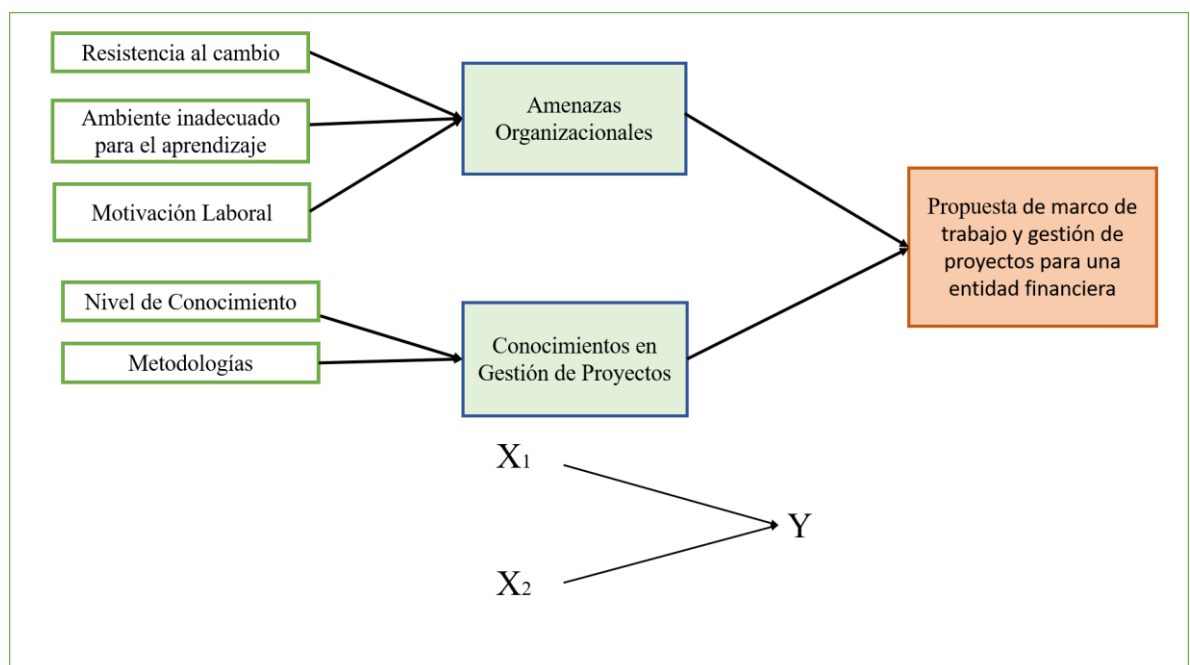 Resistencia al cambio
Ambiente inadecuado
para el aprendizaje
Motivación Laboral
Nivel de Conocimiento
Metodologías
Amenazas
Organizacionales
Conocimientos en
Gestión de Proyectos
Propuesta de marco de
trabajo y gestión de
proyectos para una
entidad financiera
X1
X2
Y